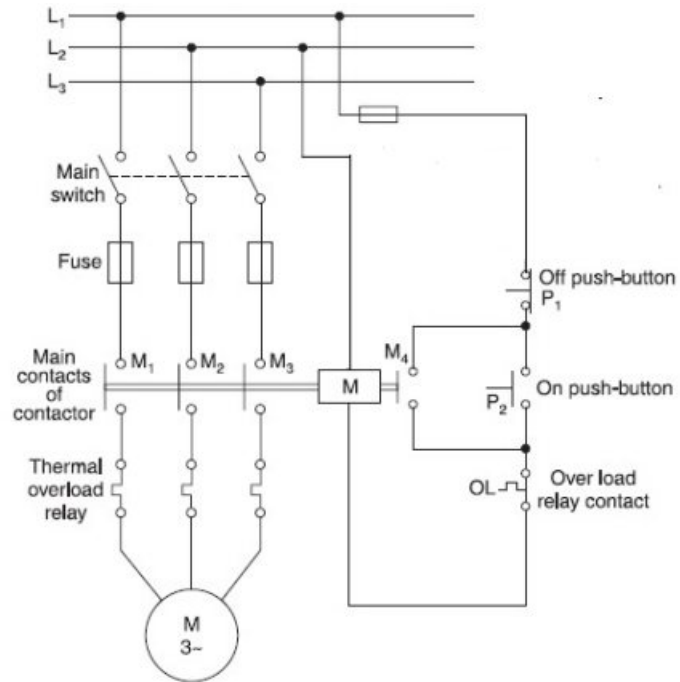 L₁
L₂
L₃
Main
switch
Fuse
Off push-button
P₁
Main
contacts
of
contactor
M₁
M₂
M₃
M
M₄
On push-button
P₂
Thermal
overload
relay
OL
Over load
relay contact
M
3~